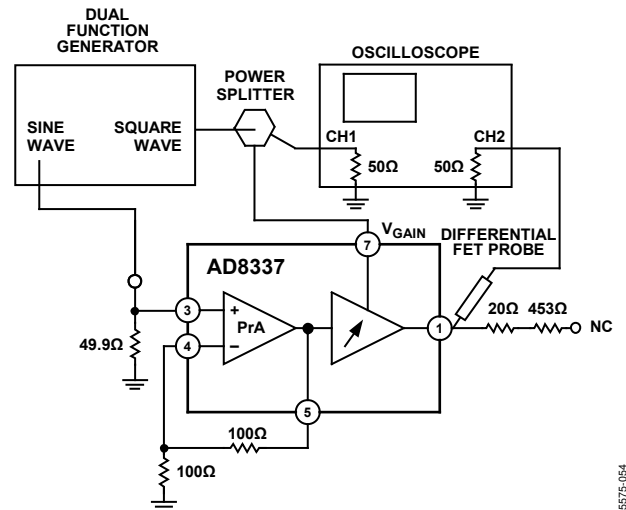 DUAL
FUNCTION
GENERATOR
OSCILLOSCOPE
POWER
SPLITTER
SINE
WAVE
SQUARE
WAVE
CH1
CH2
50Ω
50Ω
VGAIN
DIFFERENTIAL
FET PROBE
7
AD8337
20Ω
453Ω
3
+
PrA
1
NC
4
−
49.9Ω
5
100Ω
100Ω
5575-054